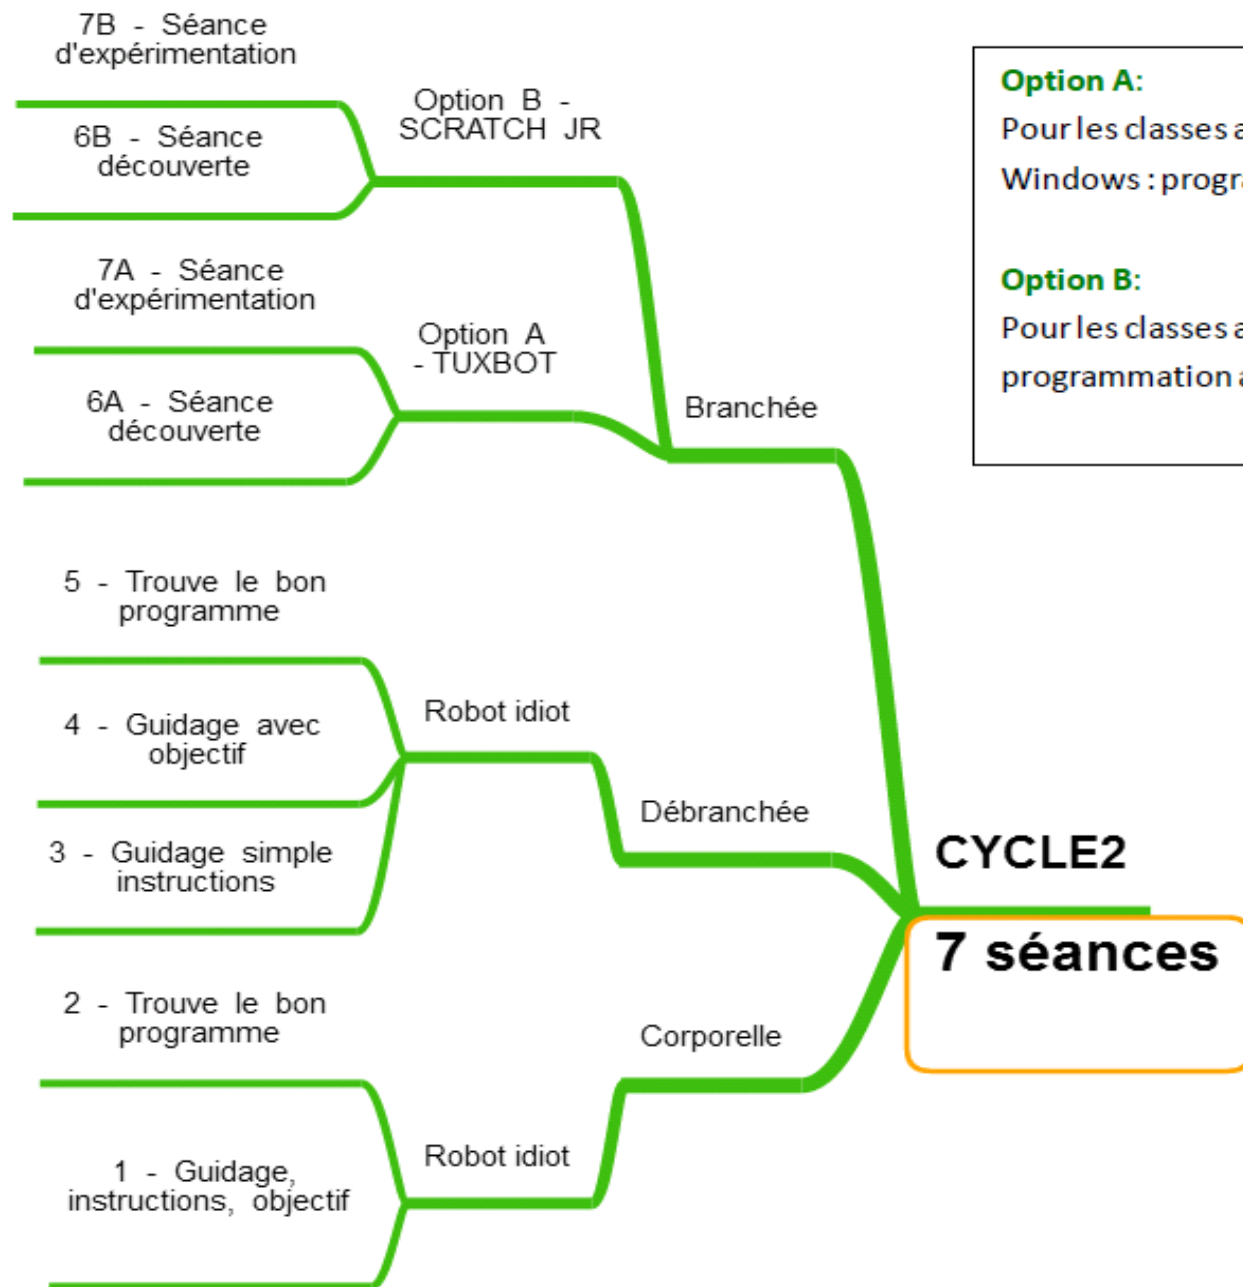 7B - Séance
d'expérimentation
6B - Séance
découverte
Option B -
SCRATCH JR
7A - Séance
d'expérimentation
6A - Séance
découverte
Option A
- TUXBOT
Branchée
5 - Trouve le bon
programme
4 - Guidage avec
objectif
3 - Guidage simple
instructions
Robot idiot
Débranchée
2 - Trouve le bon
programme
1 - Guidage,
instructions, objectif
Robot idiot
Corporelle
CYCLE2
7 séances
Option A:
Pour les classes
Windows :
Option B:
Pour les classes
programmation